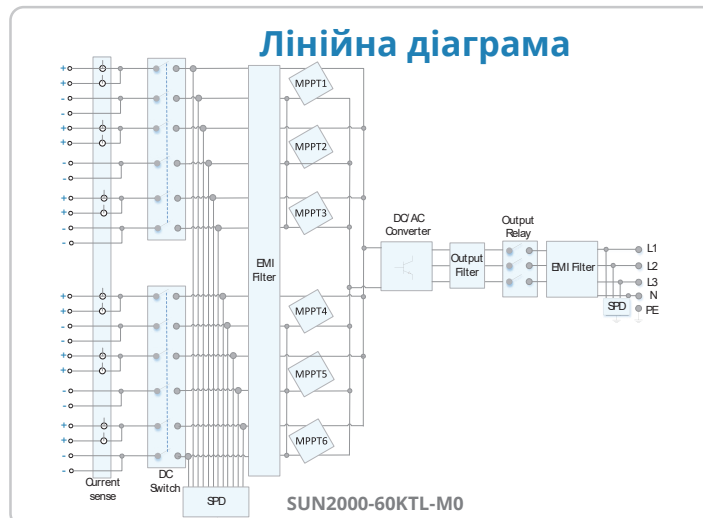 Лінійна діаграма
+
+
-
-
+
+
-
-
+
+
-
-
+
+
-
-
+
+
-
-
+
+
-
-
Current
sense
DC
Switch
SPD
EMI
Filter
MPPT1
MPPT2
MPPT3
MPPT4
MPPT5
MPPT6
DC/AC
Converter
Output
Filter
Output
Relay
EMI Filter
SPD
L1
L2
L3
N
PE
SUN2000-60KTL-M0